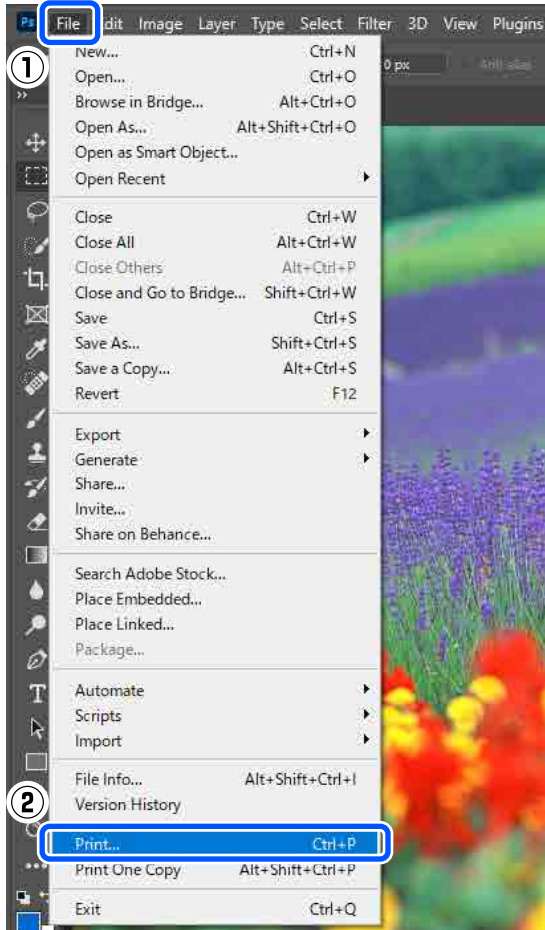 Ps File Edit Image Layer Type Select Filter 3D View Plugins
①
0 px Anti-alias
New... Ctrl+N
Open... Ctrl+O
Browse in Bridge... Alt+Ctrl+O
Open As... Alt+Shift+Ctrl+O
Open as Smart Object...
Open Recent
Close Ctrl+W
Close All Alt+Ctrl+W
Close Others Alt+Ctrl+P
Close and Go to Bridge... Shift+Ctrl+W
Save Ctrl+S
Save As... Shift+Ctrl+S
Save a Copy... Alt+Ctrl+S
Revert F12
Export
Generate
Share...
Invite...
Share on Behance...
Search Adobe Stock...
Place Embedded...
Place Linked...
Package...
Automate
Scripts
Import
File Info... Alt+Shift+Ctrl+I
Version History
②
Print... Ctrl+P
Print One Copy Alt+Shift+Ctrl+P
Exit Ctrl+Q